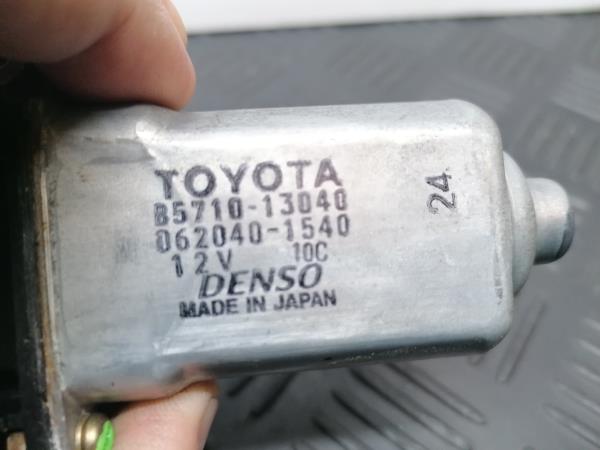 TOYOTA
85710-13040
062040-1540
12V 10C
DENSO
MADE IN JAPAN
24